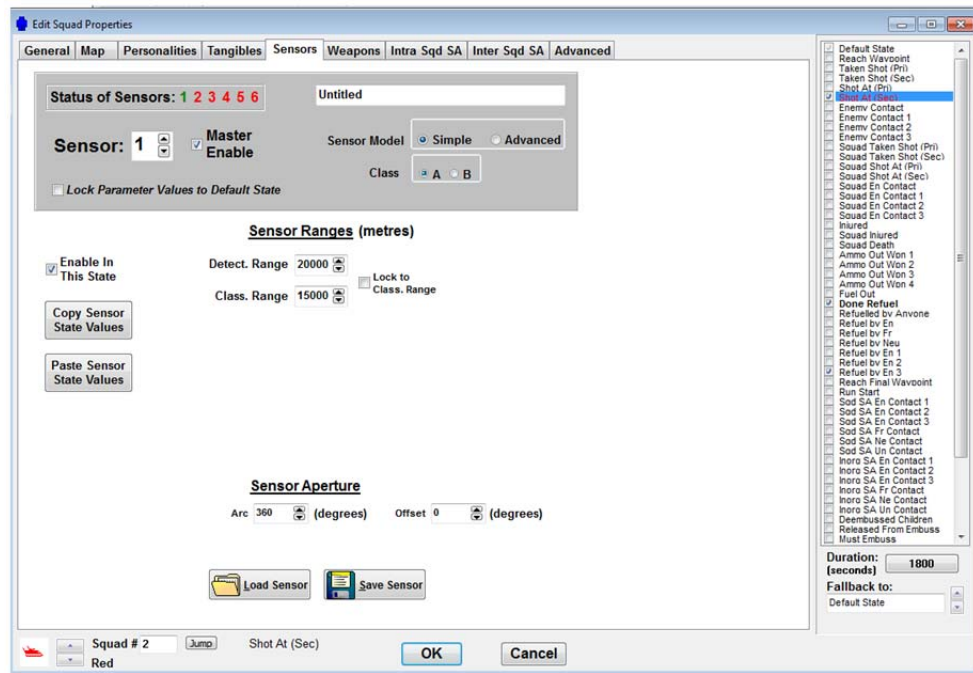 Edit Squad Properties
General Map Personalities Tangibles Sensors Weapons Intra Sqd SA Inter Sqd SA Advanced
Status of Sensors: 1 2 3 4 5 6
Untitled
Sensor: 1
Master
Enable
Sensor Model Simple Advanced
Class A B
Lock Parameter Values to Default State
Sensor Ranges (metres)
Enable In
This State
Detect. Range 20000
Lock to
Class. Range
Class. Range 15000
Copy Sensor
State Values
Paste Sensor
State Values
Sensor Aperture
Arc 360 (degrees) Offset 0 (degrees)
Load Sensor Save Sensor
Default State
Reach Waypoint
Taken Shot (Pri)
Taken Shot (Sec)
Shot At (Pri)
Shot At (Sec)
Enemy Contact
Enemy Contact 1
Enemy Contact 2
Enemy Contact 3
Squad Taken Shot (Pri)
Squad Taken Shot (Sec)
Squad Shot At (Pri)
Squad Shot At (Sec)
Squad En Contact
Squad En Contact 1
Squad En Contact 2
Squad En Contact 3
Injured
Squad Injured
Squad Death
Ammo Out Wpn 1
Ammo Out Wpn 2
Ammo Out Wpn 3
Ammo Out Wpn 4
Fuel Out
Done Refuel
Refuelled by Anyone
Refuel by En
Refuel by Fr
Refuel by Neu
Refuel by En 1
Refuel by En 2
Refuel by En 3
Reach Final Waypoint
Run Start
Sqd SA En Contact 1
Sqd SA En Contact 2
Sqd SA En Contact 3
Sqd SA Fr Contact
Sqd SA Ne Contact
Sqd SA Un Contact
Inorg SA En Contact 1
Inorg SA En Contact 2
Inorg SA En Contact 3
Inorg SA Fr Contact
Inorg SA Ne Contact
Inorg SA Un Contact
Deembussed Children
Released From Embuss
Must Embuss
Duration:
(seconds) 1800
Fallback to:
Default State
Squad # 2 Jump Shot At (Sec)
Red
OK Cancel